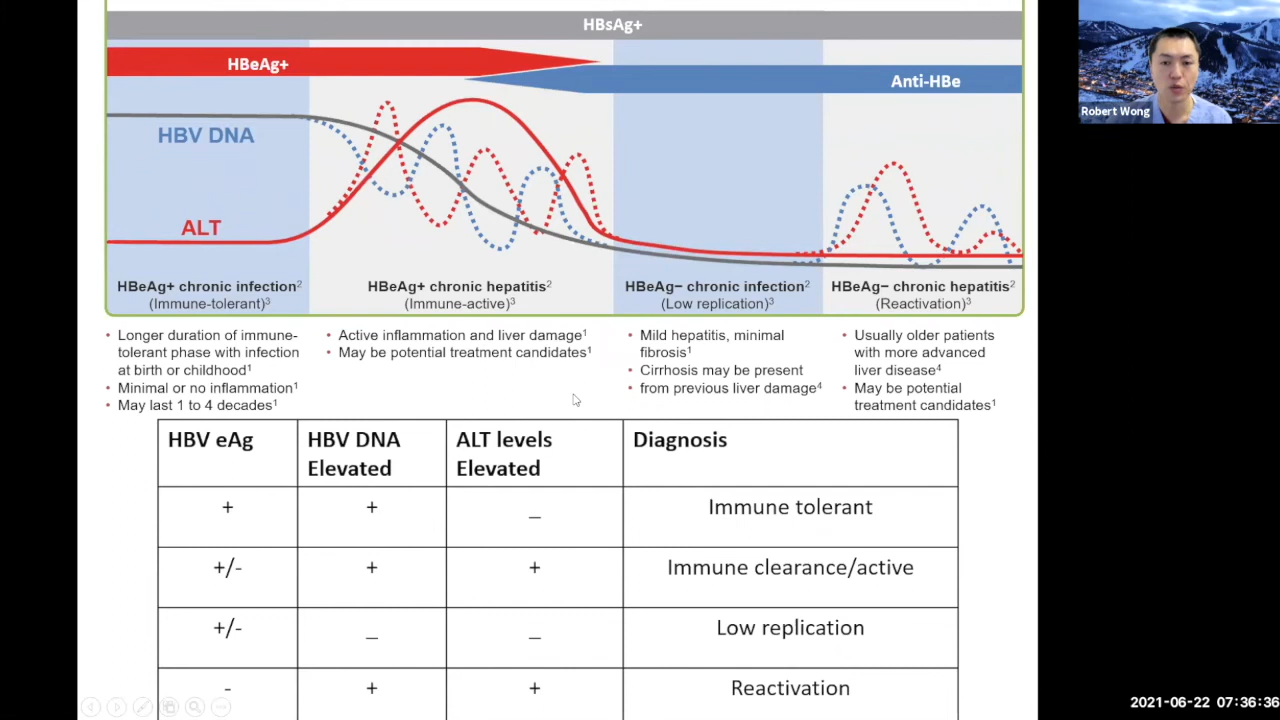 HBsAg+
HBeAg+
Anti-HBe
HBV DNA
ALT
HBeAg+ chronic infection²
(Immune-tolerant)³
HBeAg+ chronic hepatitis²
(Immune-active)³
HBeAg− chronic infection²
(Low replication)³
HBeAg− chronic hepatitis²
(Reactivation)³
• Longer duration of immune-
tolerant phase with infection
at birth or childhood¹
• Minimal or no inflammation¹
• May last 1 to 4 decades¹
• Active inflammation and liver damage¹
• May be potential treatment candidates¹
• Mild hepatitis, minimal
fibrosis¹
• Cirrhosis may be present
• from previous liver damage⁴
• Usually older patients
with more advanced
liver disease⁴
• May be potential
treatment candidates¹
HBV eAg
HBV DNA
Elevated
ALT levels
Elevated
Diagnosis
+ + _ Immune tolerant
+/- + + Immune clearance/active
+/- _ _ Low replication
- + + Reactivation
Robert Wong
2021-06-22 07:36:36